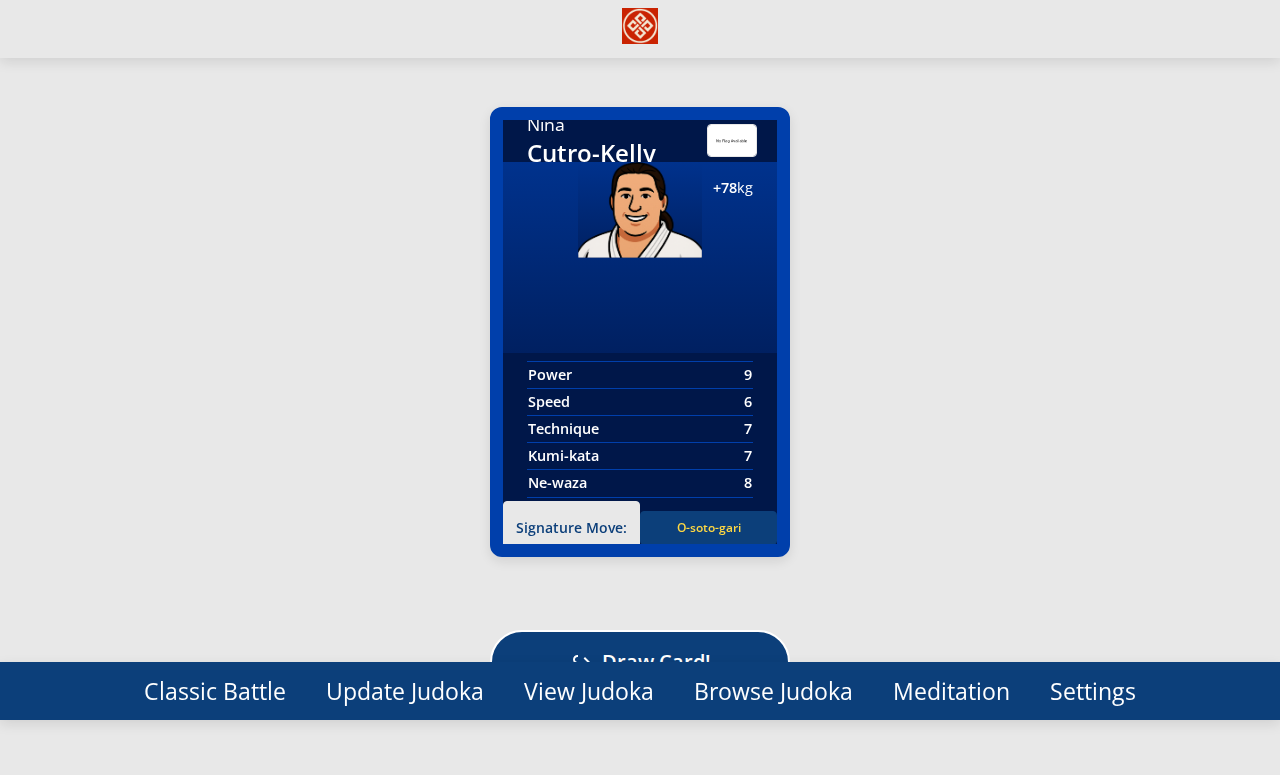 Nina
Cutro-Kelly
No Flag Available
+78kg
Power 9
Speed 6
Technique 7
Kumi-kata 7
Ne-waza 8
Signature Move: O-soto-gari
Draw Card!
Classic Battle Update Judoka View Judoka Browse Judoka Meditation Settings